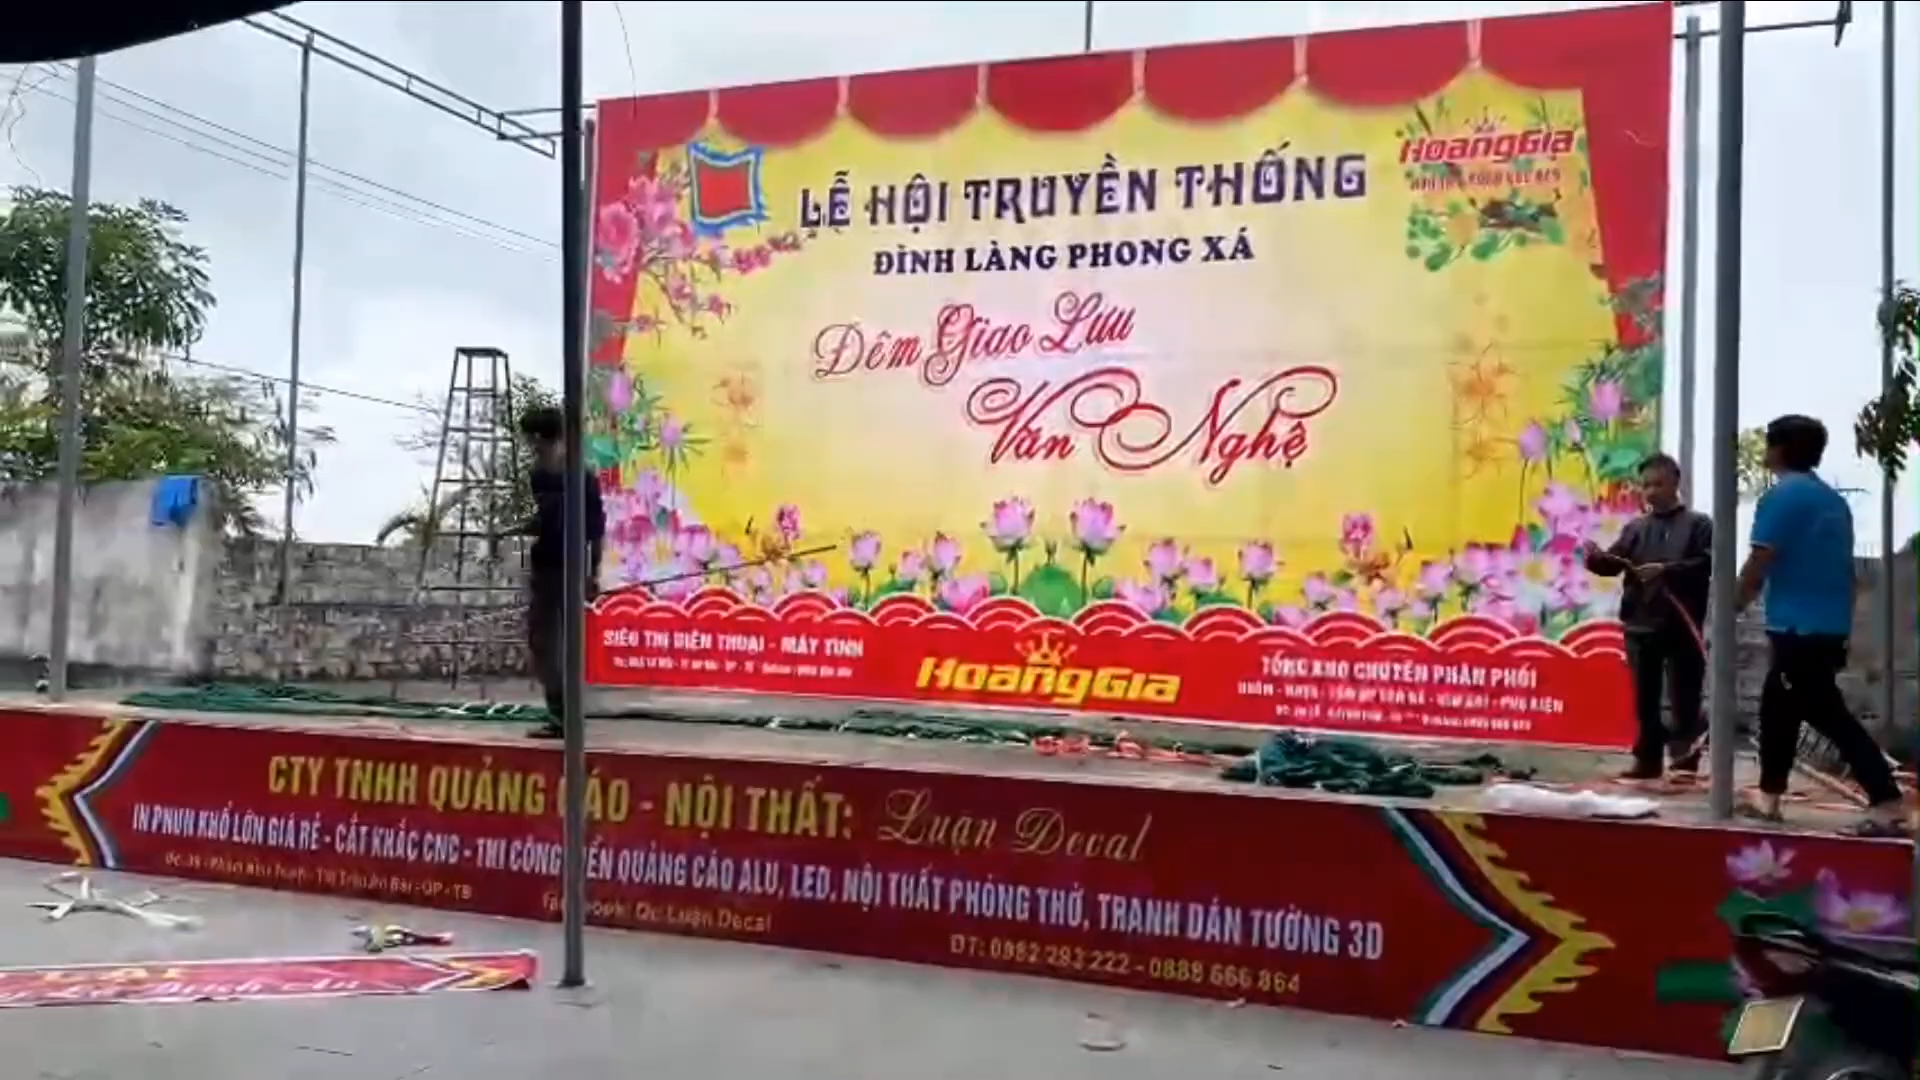 LỄ HỘI TRUYỀN THỐNG
ĐÌNH LÀNG PHONG XÁ
Đêm Giao Lưu
Văn Nghệ
HoangGia
SIÊU THỊ ĐIỆN THOẠI - MÁY TÍNH
HoangGia
TỔNG KHO CHUYÊN PHÂN PHỐI
CTY TNHH QUẢNG CÁO - NỘI THẤT: Luận Decal
IN PHUN KHỔ LỚN GIÁ RẺ - CẮT KHẮC CNC - THI CÔNG BIỂN QUẢNG CÁO ALU, LED, NỘI THẤT PHÒNG THỜ, TRANH DÁN TƯỜNG 3D
Luận Decal
ĐT: 0982 293 222 - 0888 666 864